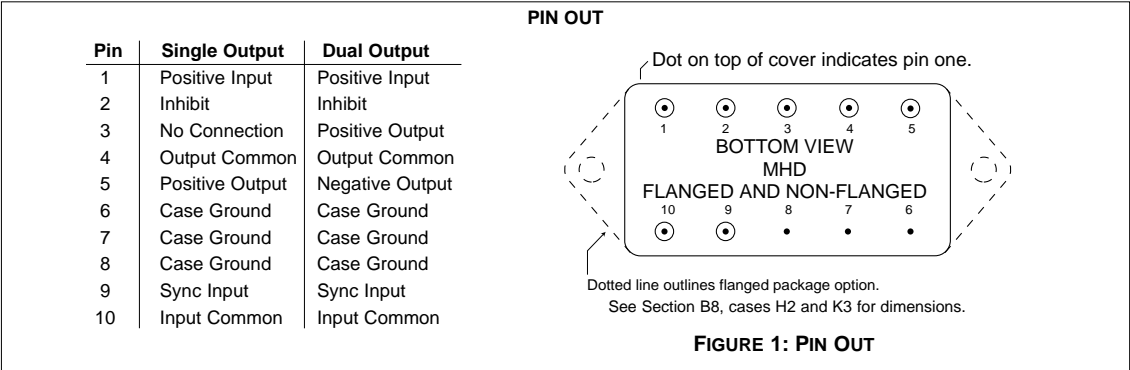 PIN OUT
Pin Single Output Dual Output
1 Positive Input Positive Input
2 Inhibit Inhibit
3 No Connection Positive Output
4 Output Common Output Common
5 Positive Output Negative Output
6 Case Ground Case Ground
7 Case Ground Case Ground
8 Case Ground Case Ground
9 Sync Input Sync Input
10 Input Common Input Common
Dot on top of cover indicates pin one.
1 2 3 4 5
BOTTOM VIEW
MHD
FLANGED AND NON-FLANGED
10 9 8 7 6
Dotted line outlines flanged package option.
See Section B8, cases H2 and K3 for dimensions.
FIGURE 1: PIN OUT